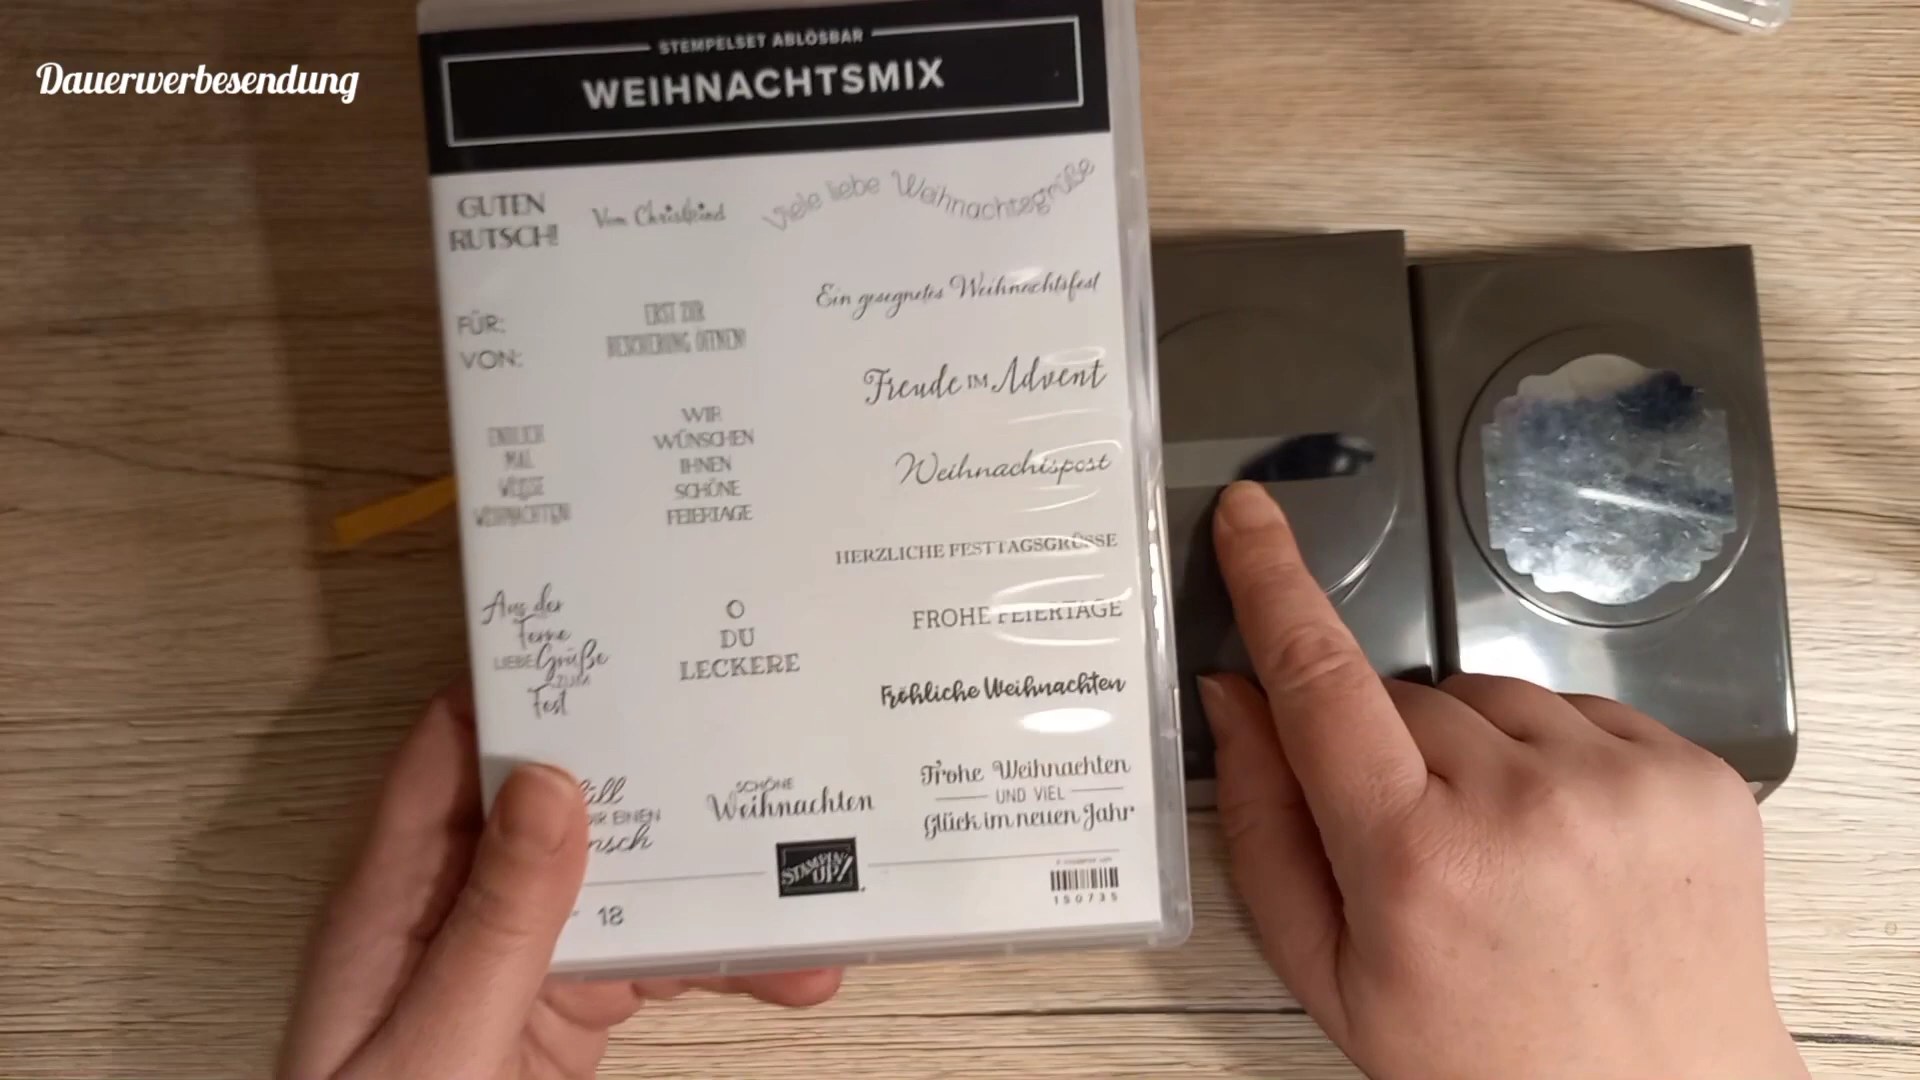 Dauerwerbesendung
STEMPELSET ABLÖSBAR
WEIHNACHTSMIX
GUTEN
RUTSCH!
Vom Christkind
Viele liebe Weihnachtsgrüße
Ein gesegnetes Weihnachtsfest
FÜR:
VON:
ERST ZUR
BESCHERUNG ÖFFNEN!
Freude IM Advent
ENDLICH
MAL
WEISSE
WEIHNACHTEN!
WIR
WÜNSCHEN
IHNEN
SCHÖNE
FEIERTAGE
Weihnachtspost
HERZLICHE FESTTAGSGRÜSSE
FROHE FEIERTAGE
Aus der
Ferne
LIEBE Grüße
ZUM
Fest
O
DU
LECKERE
Fröhliche Weihnachten
DIR EINEN
SCHÖNE
Weihnachten
Frohe Weihnachten
UND VIEL
Glück im neuen Jahr
STAMPIN' UP!
18
150735